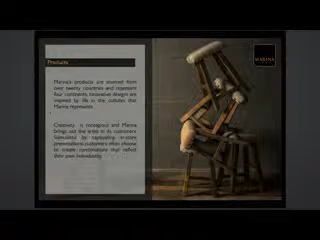 Products
MARINA
Marina's products are sourced from
over twenty countries and represent
four continents. Innovative designs are
inspired by life in the cultures that
Marina represents
Creativity is contagious and Marina
brings out the artist in its customers.
Stimulated by captivating in-store
presentations customers often choose
to create combinations that reflect
their own individuality